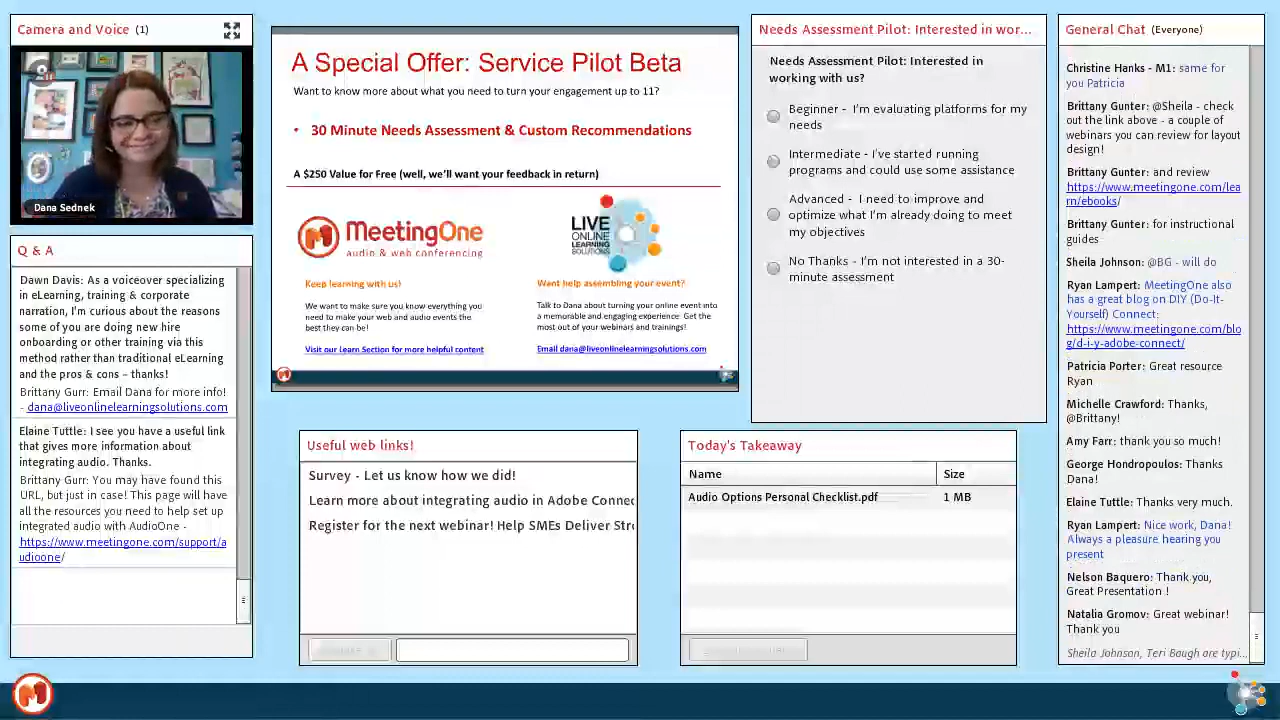 Camera and Voice (1)
Dana Sednek
Q & A
Dawn Davis: As a voiceover specializing
in eLearning, training & corporate
narration, I'm curious about the reasons
some of you are doing new hire
onboarding or other training via this
method rather than traditional eLearning
and the pros & cons - thanks!
Brittany Gurr: Email Dana for more info!
- dana@liveonlinelearningsolutions.com
Elaine Tuttle: I see you have a useful link
that gives more information about
integrating audio. Thanks.
Brittany Gurr: You may have found this
URL, but just in case! This page will have
all the resources you need to help set up
integrated audio with AudioOne -
https://www.meetingone.com/support/a
udioone/
A Special Offer: Service Pilot Beta
Want to know more about what you need to turn your engagement up to 11?
• 30 Minute Needs Assessment & Custom Recommendations
A $250 Value for Free (well, we'll want your feedback in return)
MeetingOne
audio & web conferencing
Keep learning with us!
We want to make sure you know everything you
need to make your web and audio events the
best they can be!
Visit our Learn Section for more helpful content
LIVE
ONLINE
LEARNING
SOLUTIONS
Want help assembling your event?
Talk to Dana about turning your online event into
a memorable and engaging experience. Get the
most out of your webinars and trainings!
Email dana@liveonlinelearningsolutions.com
Needs Assessment Pilot: Interested in wor...
Needs Assessment Pilot: Interested in
working with us?
Beginner - I'm evaluating platforms for my
needs
Intermediate - I've started running
programs and could use some assistance
Advanced - I need to improve and
optimize what I'm already doing to meet
my objectives
No Thanks - I'm not interested in a 30-
minute assessment
Useful web links!
Survey - Let us know how we did!
Learn more about integrating audio in Adobe Connec
Register for the next webinar! Help SMEs Deliver Stro
Today's Takeaway
Name Size
Audio Options Personal Checklist.pdf 1 MB
General Chat (Everyone)
Christine Hanks - M1: same for
you Patricia
Brittany Gunter: @Sheila - check
out the link above - a couple of
webinars you can review for layout
design!
Brittany Gunter: and review
https://www.meetingone.com/lea
rn/ebooks/
Brittany Gunter: for instructional
guides
Sheila Johnson: @BG - will do
Ryan Lampert: MeetingOne also
has a great blog on DIY (Do-It-
Yourself) Connect:
https://www.meetingone.com/blo
g/d-i-y-adobe-connect/
Patricia Porter: Great resource
Ryan
Michelle Crawford: Thanks,
@Brittany!
Amy Farr: thank you so much!
George Hondropoulos: Thanks
Dana!
Elaine Tuttle: Thanks very much.
Ryan Lampert: Nice work, Dana!
Always a pleasure hearing you
present
Nelson Baquero: Thank you,
Great Presentation !
Natalia Gromov: Great webinar!
Thank you
Sheila Johnson, Teri Baugh are typi...